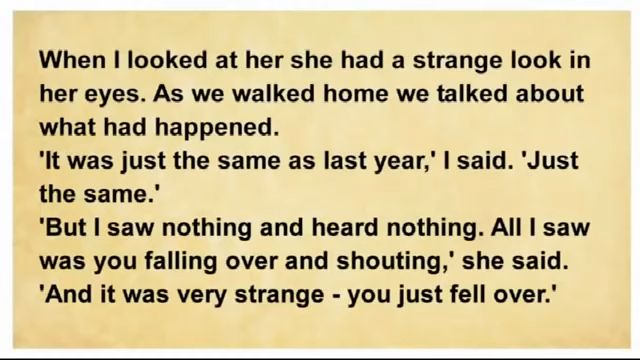 When I looked at her she had a strange look in
her eyes. As we walked home we talked about
what had happened.
'It was just the same as last year,' I said. 'Just
the same.'
'But I saw nothing and heard nothing. All I saw
was you falling over and shouting,' she said.
'And it was very strange - you just fell over.'